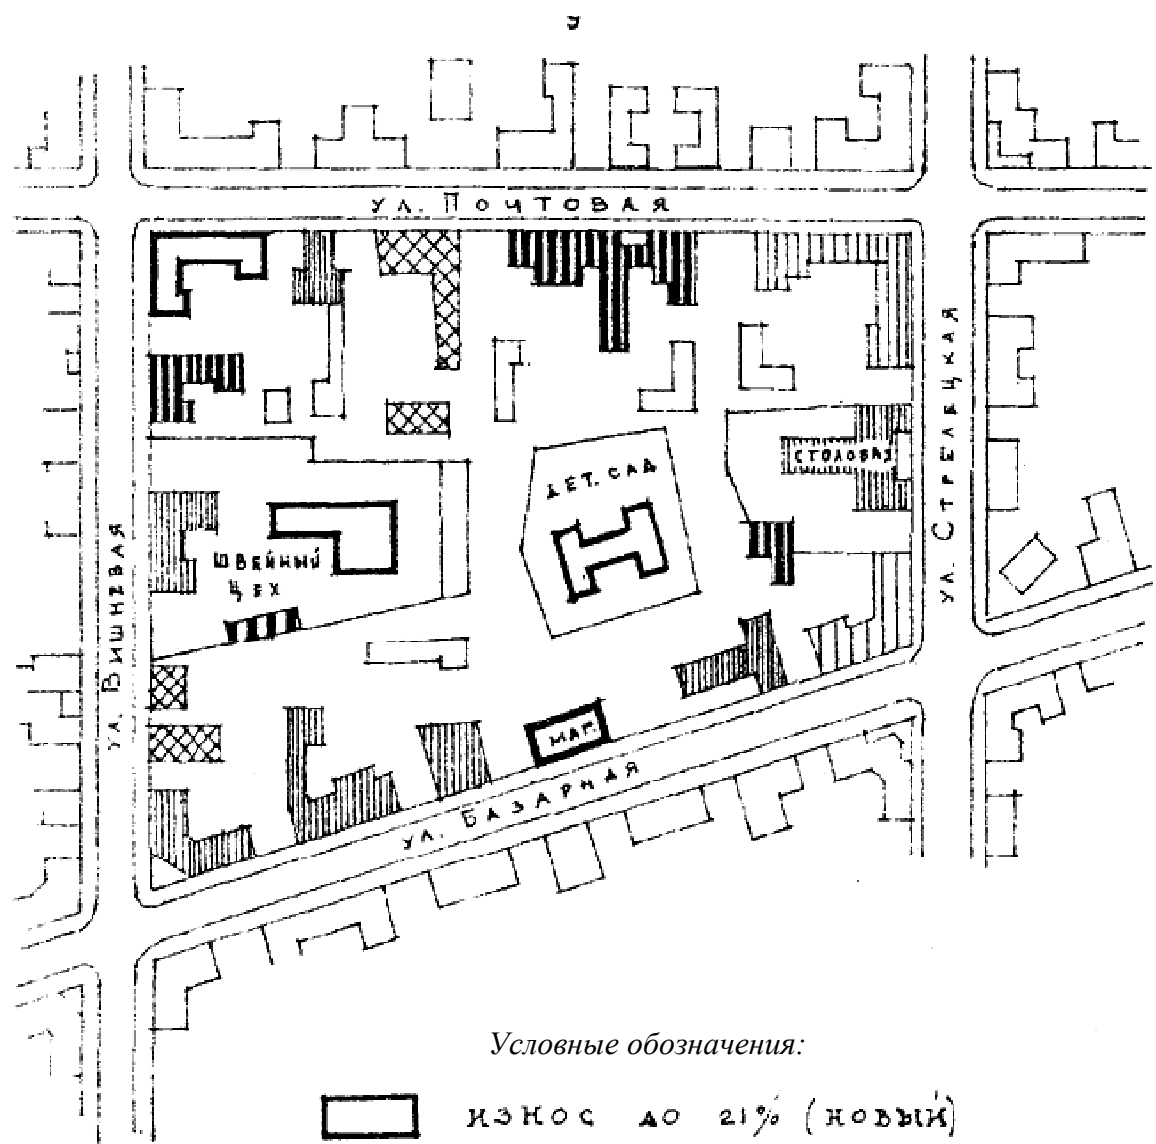 УЛ. ПОЧТОВАЯ
УЛ. СТРЕЛЕЦКАЯ
СТОЛОВАЯ
ДЕТ. САД
ШВЕЙНЫЙ
ЦЕХ
УЛ. ВИШНЕВАЯ
МАГ.
УЛ. БАЗАРНАЯ
Условные обозначения:
ИЗНОС ДО 21% (НОВЫЙ)